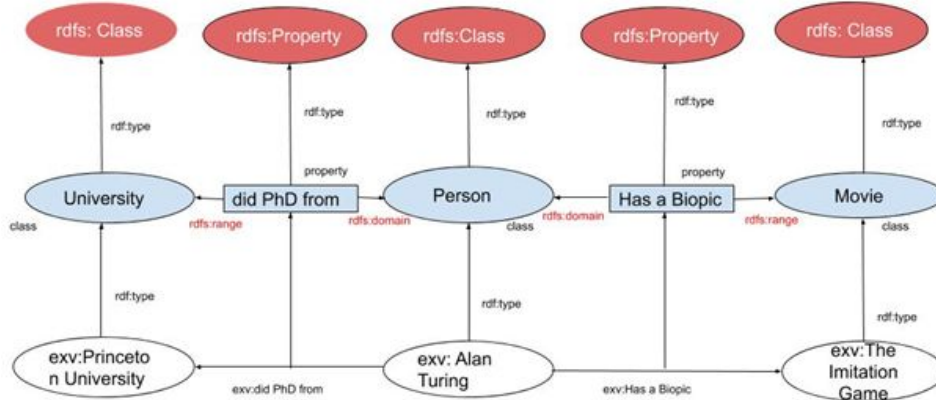 rdfs: Class
rdfs:Property
rdfs:Class
rdfs:Property
rdfs: Class
rdf:type
rdf:type
rdf:type
rdf:type
rdf:type
property
property
University
did PhD from
Person
Has a Biopic
Movie
class
rdfs:range
rdfs:domain
class
rdfs:domain
rdfs:range
class
rdf:type
rdf:type
rdf:type
exv:Princeto
n University
exv: Alan
Turing
exv:The
Imitation
Game
exv:did PhD from
exv:Has a Biopic